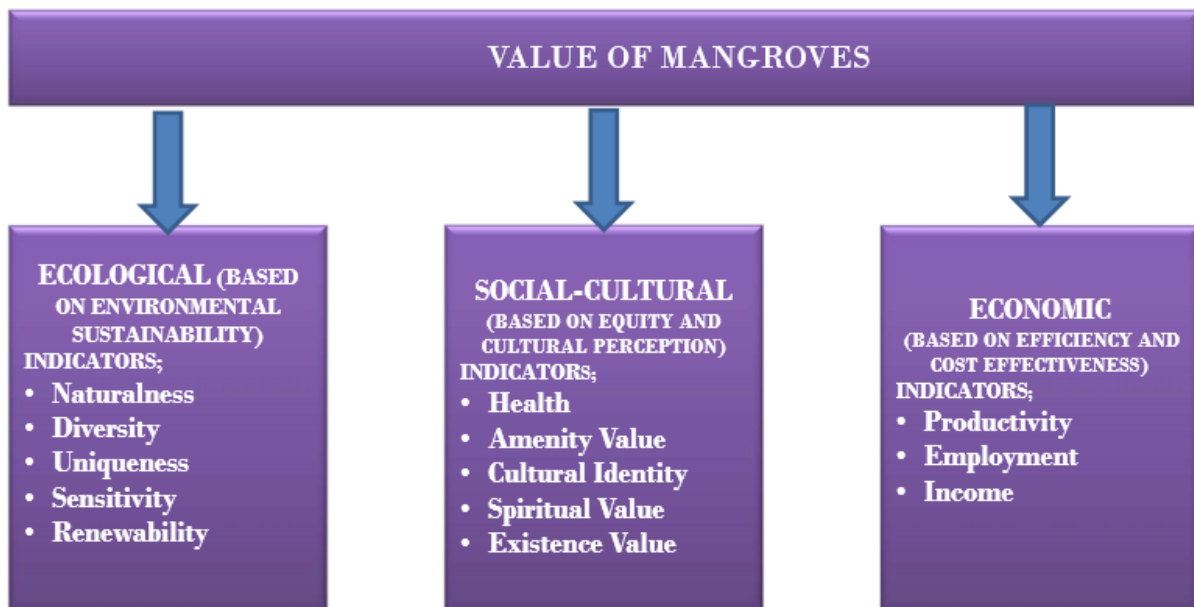 VALUE OF MANGROVES
ECOLOGICAL (BASED
ON ENVIRONMENTAL
SUSTAINABILITY)
INDICATORS;
• Naturalness
• Diversity
• Uniqueness
• Sensitivity
• Renewability
SOCIAL-CULTURAL
(BASED ON EQUITY AND
CULTURAL PERCEPTION)
INDICATORS;
• Health
• Amenity Value
• Cultural Identity
• Spiritual Value
• Existence Value
ECONOMIC
(BASED ON EFFICIENCY AND
COST EFFECTIVENESS)
INDICATORS;
• Productivity
• Employment
• Income